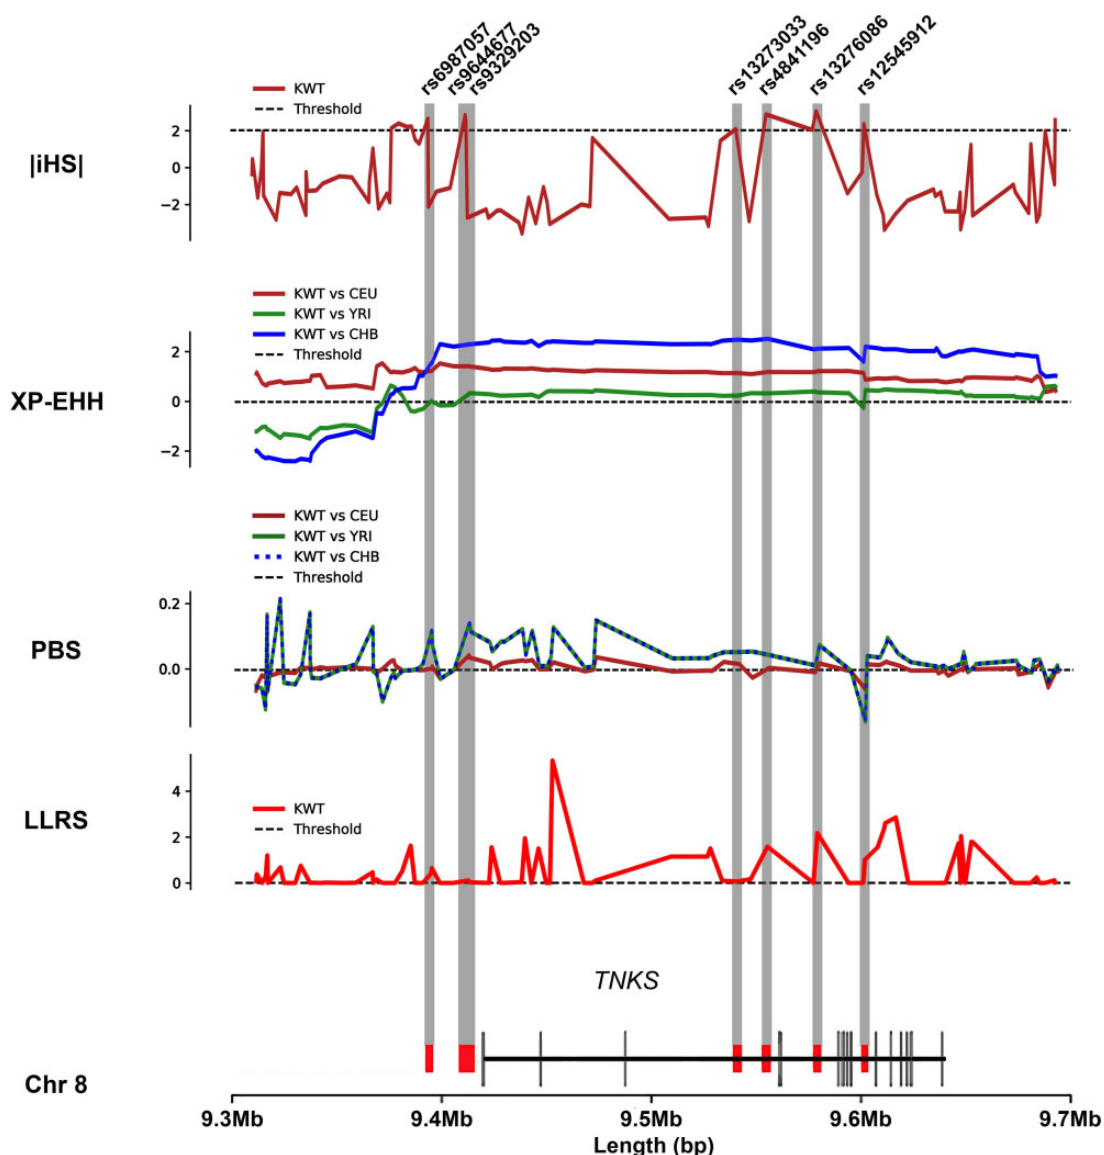 rs6987057
rs9644677
rs9329203
rs13273033
rs4841196
rs13276086
rs12545912
KWT
Threshold
|iHS|
2
0
−2
KWT vs CEU
KWT vs YRI
KWT vs CHB
Threshold
XP-EHH
2
0
−2
KWT vs CEU
KWT vs YRI
KWT vs CHB
Threshold
PBS
0.2
0.0
LLRS
4
2
0
KWT
Threshold
TNKS
Chr 8
9.3Mb 9.4Mb 9.5Mb 9.6Mb 9.7Mb
Length (bp)